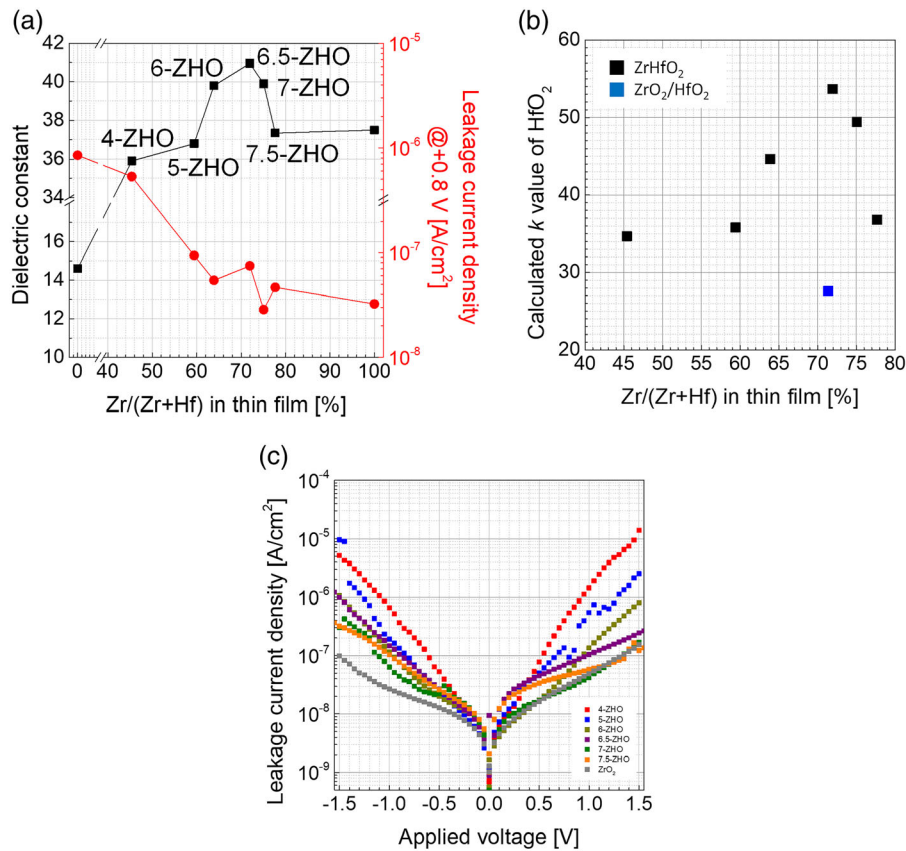 (a)
42
40
38
36
34
16
14
12
10
Dielectric constant
4-ZHO
5-ZHO
6-ZHO
6.5-ZHO
7-ZHO
7.5-ZHO
10⁻⁵
10⁻⁶
10⁻⁷
10⁻⁸
Leakage current density
@+0.8 V [A/cm²]
0 40 50 60 70 80 90 100
Zr/(Zr+Hf) in thin film [%]
(b)
60
50
40
30
20
Calculated k value of HfO₂
ZrHfO₂
ZrO₂/HfO₂
40 45 50 55 60 65 70 75 80
Zr/(Zr+Hf) in thin film [%]
(c)
10⁻⁴
10⁻⁵
10⁻⁶
10⁻⁷
10⁻⁸
10⁻⁹
Leakage current density [A/cm²]
4-ZHO
5-ZHO
6-ZHO
6.5-ZHO
7-ZHO
7.5-ZHO
ZrO₂
-1.5 -1.0 -0.5 0.0 0.5 1.0 1.5
Applied voltage [V]